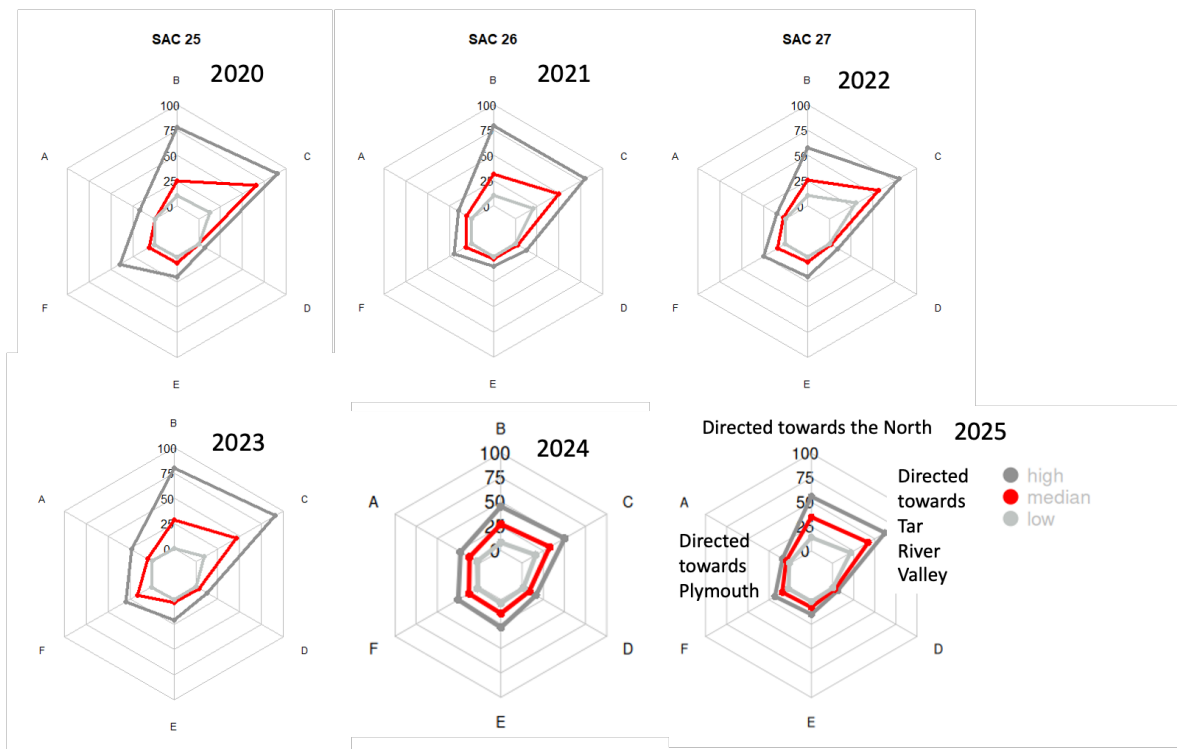 SAC 25
2020
B
100
75
50
25
0
A
C
F
D
E
SAC 26
2021
B
100
75
50
25
0
A
C
F
D
E
SAC 27
2022
B
100
75
50
25
0
A
C
F
D
E
2023
B
100
75
50
25
0
A
C
F
D
E
2024
B
100
75
50
25
0
A
C
F
D
E
Directed towards the North
2025
100
75
50
25
0
A
Directed
towards
Plymouth
Directed
towards
Tar
River
Valley
F
D
E
high
median
low